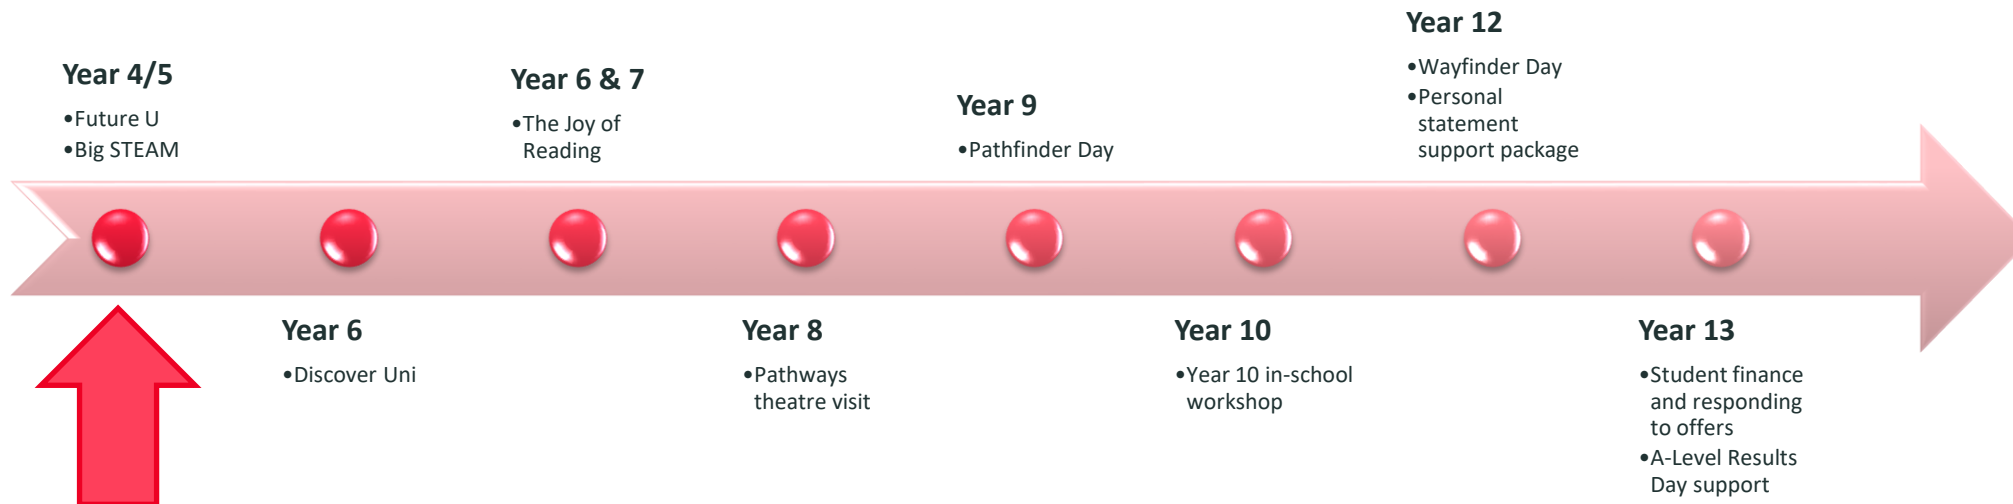 Year 4/5
•Future U
•Big STEAM
Year 6
•Discover Uni
Year 6 & 7
•The Joy of
Reading
Year 8
•Pathways
theatre visit
Year 9
•Pathfinder Day
Year 10
•Year 10 in-school
workshop
Year 12
•Wayfinder Day
•Personal
statement
support package
Year 13
•Student finance
and responding
to offers
•A-Level Results
Day support